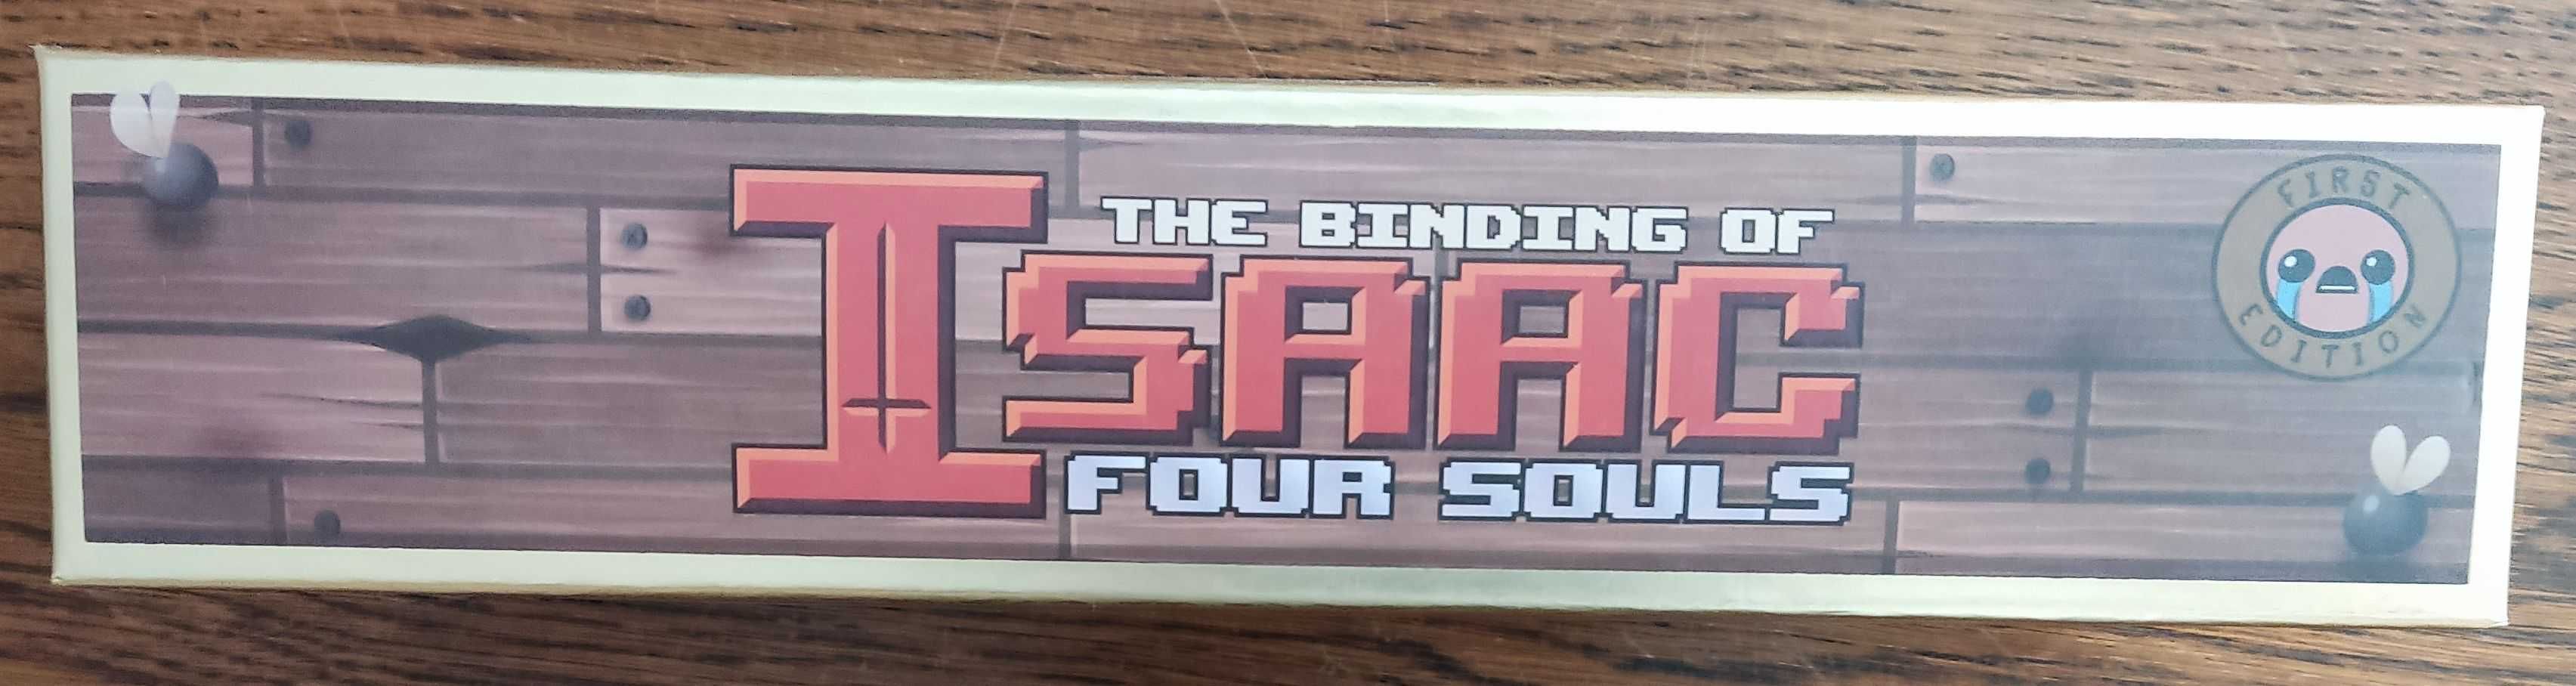 THE BINDING OF
ISAAC
FOUR SOULS
FIRST
EDITION